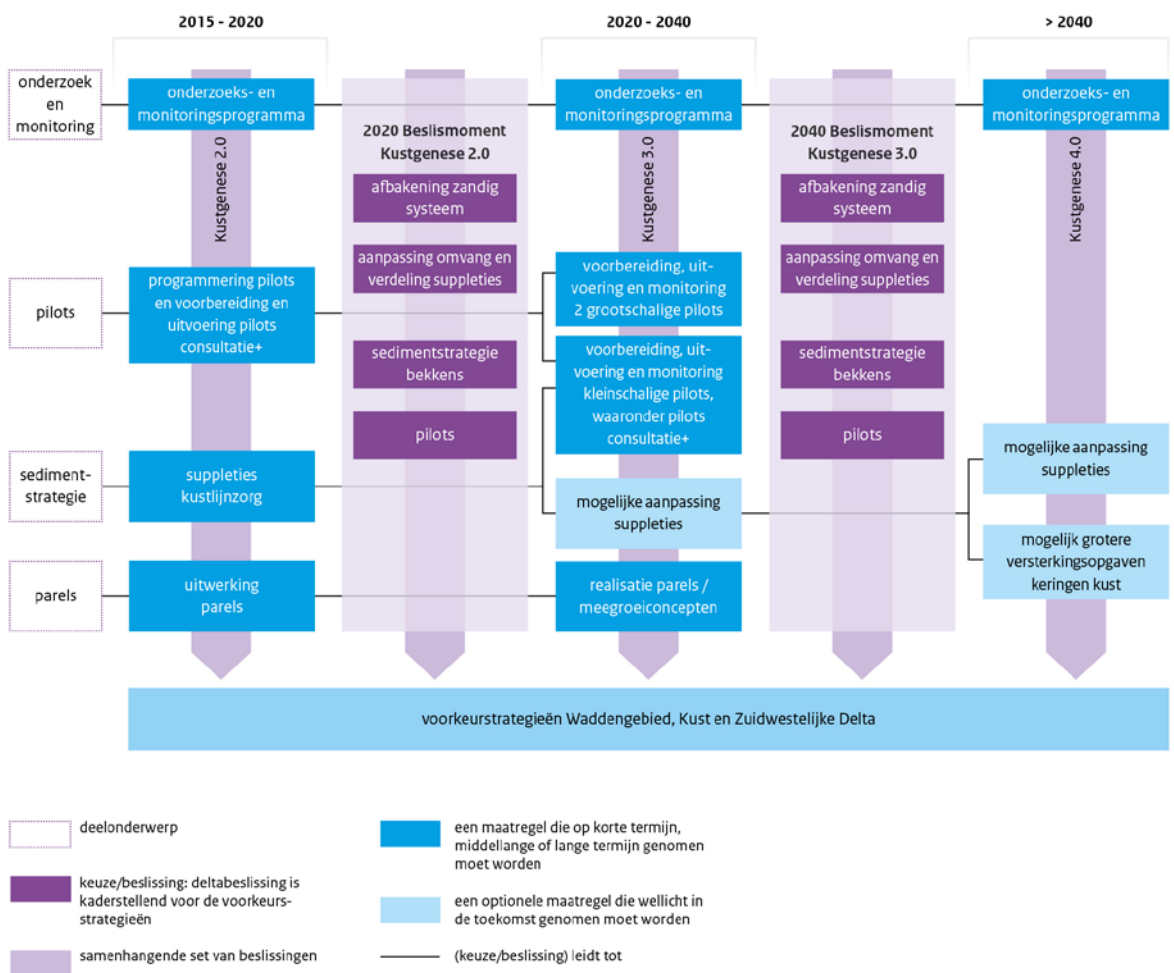 2015 - 2020
2020 - 2040
> 2040
onderzoek
en
monitoring
onderzoeks- en
monitoringsprogramma
onderzoeks- en
monitoringsprogramma
onderzoeks- en
monitoringsprogramma
Kustgenese 2.0
2020 Beslismoment
Kustgenese 2.0
Kustgenese 3.0
2040 Beslismoment
Kustgenese 3.0
Kustgenese 4.0
afbakening zandig
systeem
afbakening zandig
systeem
aanpassing omvang en
verdeling suppleties
aanpassing omvang en
verdeling suppleties
pilots
programmering pilots
en voorbereiding en
uitvoering pilots
consultatie+
voorbereiding, uit-
voering en monitoring
2 grootschalige pilots
sedimentstrategie
bekkens
voorbereiding, uit-
voering en monitoring
kleinschalige pilots,
waaronder pilots
consultatie+
sedimentstrategie
bekkens
pilots
pilots
sediment-
strategie
suppleties
kustlijnzorg
mogelijke aanpassing
suppleties
mogelijke aanpassing
suppleties
mogelijk grotere
versterkingsopgaven
keringen kust
parels
uitwerking
parels
realisatie parels /
meegroeiconcepten
voorkeurstrategieën Waddengebied, Kust en Zuidwestelijke Delta
deelonderwerp
keuze/beslissing: deltabeslissing is
kaderstellend voor de voorkeurs-
strategieën
samenhangende set van beslissingen
een maatregel die op korte termijn,
middellange of lange termijn genomen
moet worden
een optionele maatregel die wellicht in
de toekomst genomen moet worden
(keuze/beslissing) leidt tot